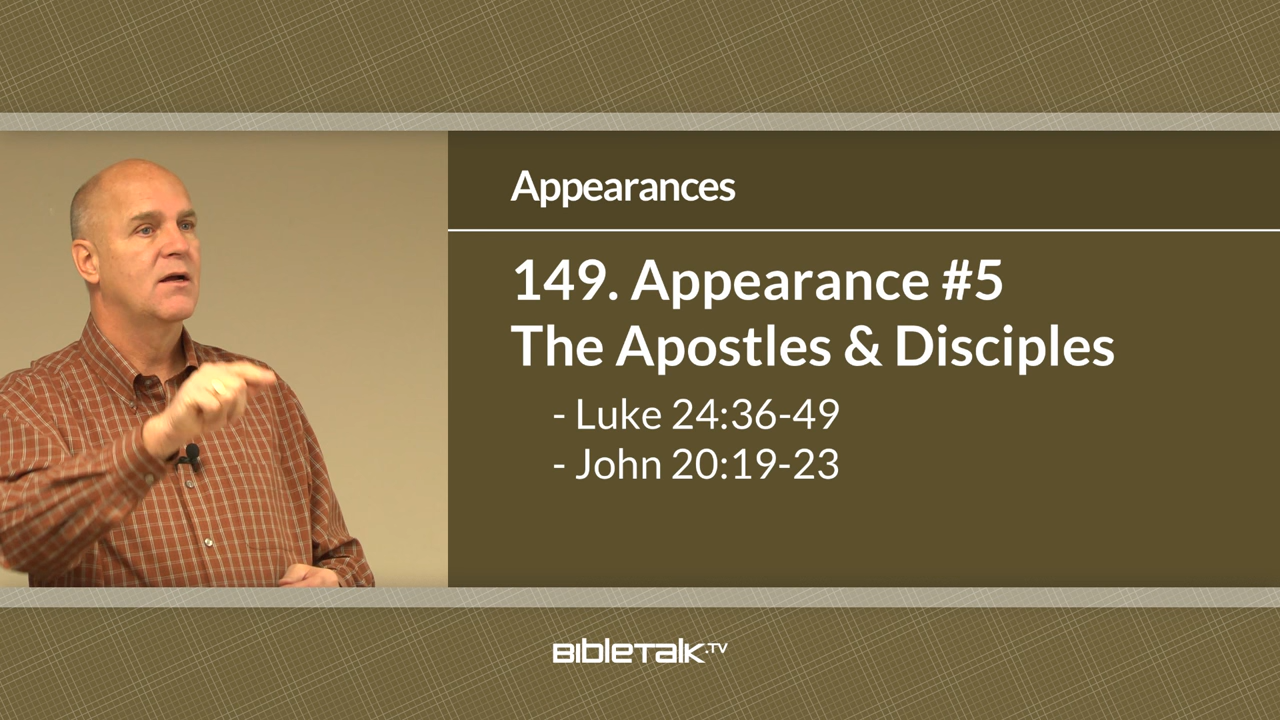 Appearances
149. Appearance #5
The Apostles & Disciples
- Luke 24:36-49
- John 20:19-23
BibleTalk.TV